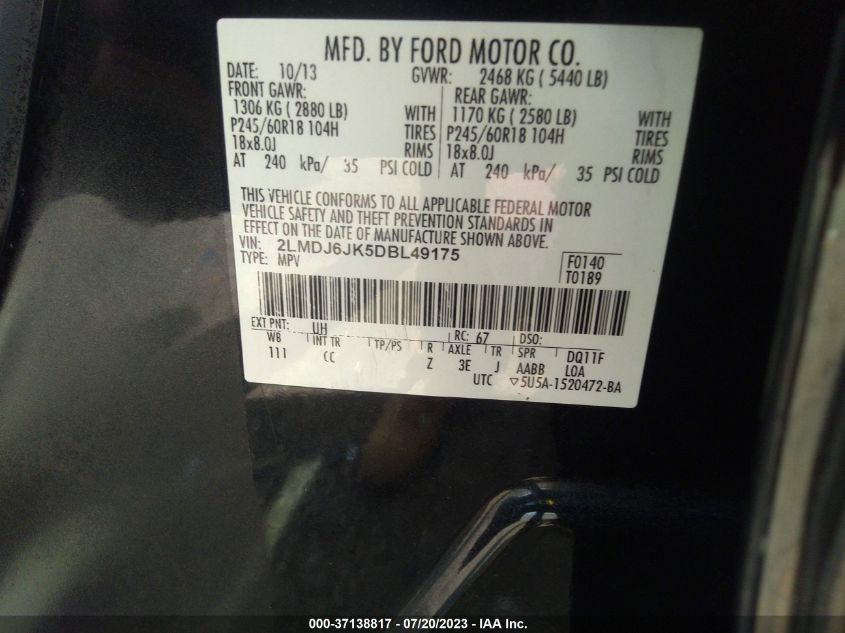 MFD. BY FORD MOTOR CO.
DATE: 10/13 GVWR: 2468 KG ( 5440 LB)
FRONT GAWR: REAR GAWR:
1306 KG ( 2880 LB) WITH 1170 KG ( 2580 LB) WITH
P245/60R18 104H TIRES P245/60R18 104H TIRES
18x8.0J RIMS 18x8.0J RIMS
AT 240 kPa/ 35 PSI COLD AT 240 kPa/ 35 PSI COLD
THIS VEHICLE CONFORMS TO ALL APPLICABLE FEDERAL MOTOR
VEHICLE SAFETY AND THEFT PREVENTION STANDARDS IN
EFFECT ON THE DATE OF MANUFACTURE SHOWN ABOVE.
VIN: 2LMDJ6JK5DBL49175 F0140
TYPE: MPV T0189
EXT PNT: UH RC: 67 DSO:
WB INT TR TP/PS R AXLE TR SPR DQ11F
111 CC Z 3E J AABB LOA
UTC ▽5U5A-1520472-BA
000-37138817 - 07/20/2023 - IAA Inc.